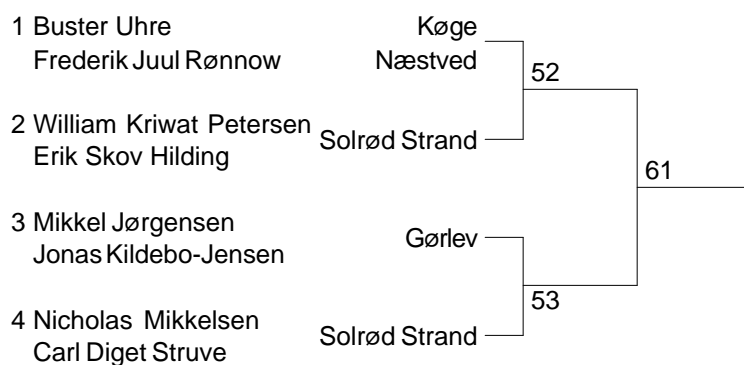 1 Buster Uhre Køge
Frederik Juul Rønnow Næstved
52
2 William Kriwat Petersen
Solrød Strand
Erik Skov Hilding
61
3 Mikkel Jørgensen
Gørlev
Jonas Kildebo-Jensen
53
4 Nicholas Mikkelsen
Solrød Strand
Carl Diget Struve